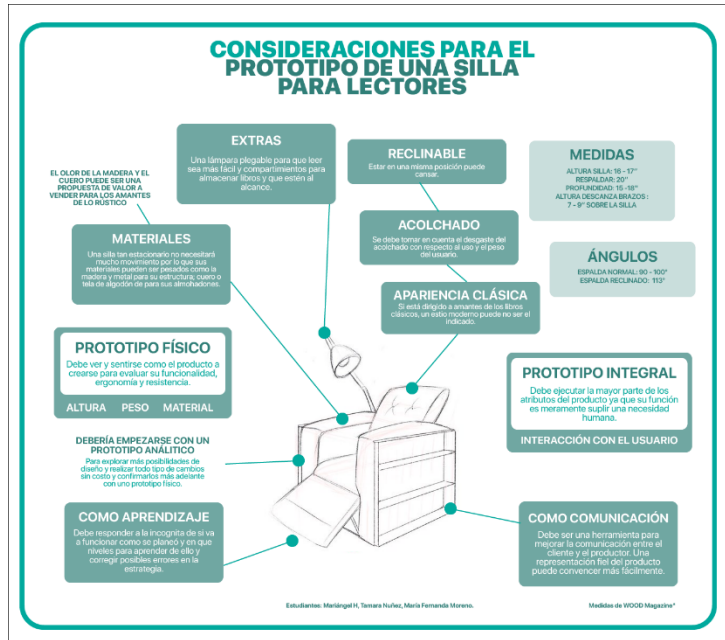 CONSIDERACIONES PARA EL
PROTOTIPO DE UNA SILLA
PARA LECTORES
EXTRAS
Una lámpara plegable para que leer
sea más fácil y compartimientos para
almacenar libros y que estén al
alcance.
RECLINABLE
Estar en una misma posición puede
cansar.
MEDIDAS
ALTURA SILLA: 16 - 17"
RESPALDAR: 20"
PROFUNDIDAD: 15 -18"
ALTURA DESCANZA BRAZOS :
7 - 9" SOBRE LA SILLA
EL OLOR DE LA MADERA Y EL
CUERO PUEDE SER UNA
PROPUESTA DE VALOR A
VENDER PARA LOS AMANTES
DE LO RÚSTICO
MATERIALES
Una silla tan estacionario no necesitará
mucho movimiento por lo que sus
materiales pueden ser pesados como la
madera y metal para su estructura; cuero o
tela de algodón de para sus almohadones.
ACOLCHADO
Se debe tomar en cuenta el desgaste del
acolchado con respecto al uso y el peso
del usuario.
ÁNGULOS
ESPALDA NORMAL: 90 - 100°
ESPALDA RECLINADO: 113°
APARIENCIA CLÁSICA
Si está dirigido a amantes de los libros
clásicos, un estilo moderno puede no ser el
indicado.
PROTOTIPO FÍSICO
Debe ver y sentirse como el producto a
crearse para evaluar su funcionalidad,
ergonomía y resistencia.
ALTURA PESO MATERIAL
PROTOTIPO INTEGRAL
Debe ejecutar la mayor parte de los
atributos del producto ya que su función
es meramente suplir una necesidad
humana.
INTERACCIÓN CON EL USUARIO
DEBERÍA EMPEZARSE CON UN
PROTOTIPO ANÁLITICO
Para explorar más posibilidades de
diseño y realizar todo tipo de cambios
sin costo y confirmarlos más adelante
con uno prototipo físico.
COMO APRENDIZAJE
Debe responder a la incognita de si va
a funcionar como se planeó y en que
niveles para aprender de ello y
corregir posibles errores en la
estrategia.
COMO COMUNICACIÓN
Debe ser una herramienta para
mejorar la comunicación entre el
cliente y el productor. Una
representación fiel del producto
puede convencer más fácilmente.
Estudiantes: Mariángel H, Tamara Nuñez, María Fernanda Moreno.
Medidas de WOOD Magazine"